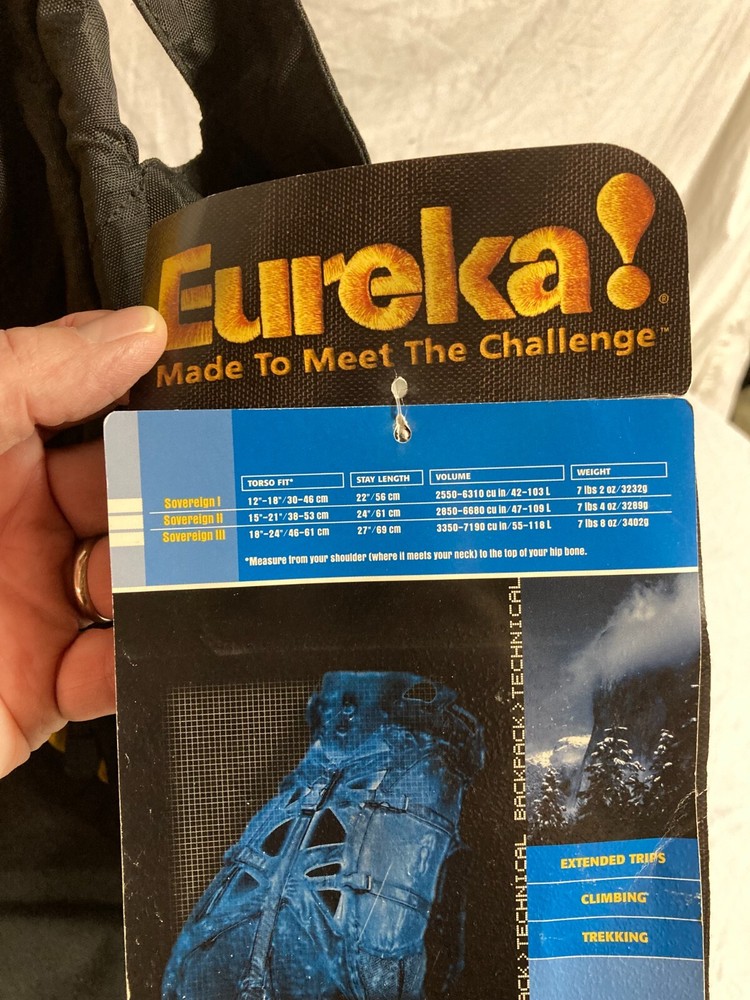 Eureka!®
Made To Meet The Challenge™
TORSO FIT* STAY LENGTH VOLUME WEIGHT
Sovereign I 12"-18"/30-46 cm 22"/56 cm 2550-6310 cu in/42-103 L 7 lbs 2 oz/3232g
Sovereign II 15"-21"/38-53 cm 24"/61 cm 2850-6680 cu in/47-109 L 7 lbs 4 oz/3289g
Sovereign III 18"-24"/46-61 cm 27"/69 cm 3350-7190 cu in/55-118 L 7 lbs 8 oz/3402g
*Measure from your shoulder (where it meets your neck) to the top of your hip bone.
ACK>TECHNICAL BACKPACK>TECHNICAL
EXTENDED TRIPS
CLIMBING
TREKKING